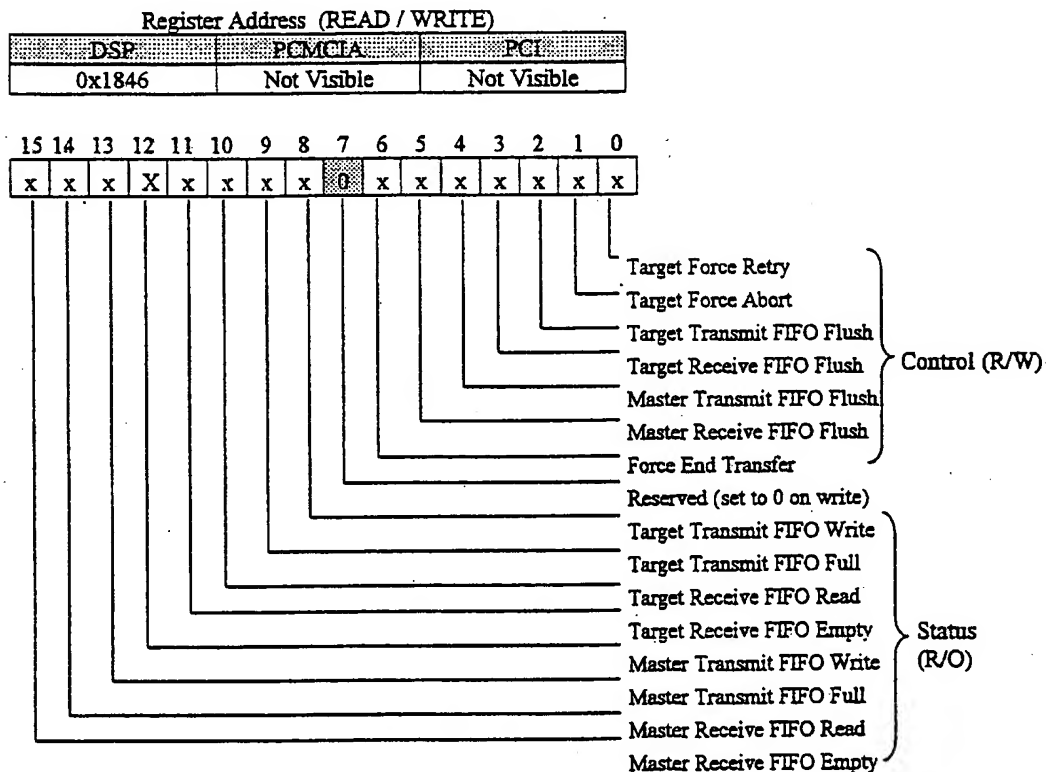 Register Address (READ / WRITE)
DSP PCMCIA PCI
0x1846 Not Visible Not Visible
15 14 13 12 11 10 9 8 7 6 5 4 3 2 1 0
x x x X x x x x 0 x x x x x x x
Target Force Retry
Target Force Abort
Target Transmit FIFO Flush
Target Receive FIFO Flush
Control (R/W)
Master Transmit FIFO Flush
Master Receive FIFO Flush
Force End Transfer
Reserved (set to 0 on write)
Target Transmit FIFO Write
Target Transmit FIFO Full
Target Receive FIFO Read
Target Receive FIFO Empty
Status
(R/O)
Master Transmit FIFO Write
Master Transmit FIFO Full
Master Receive FIFO Read
Master Receive FIFO Empty